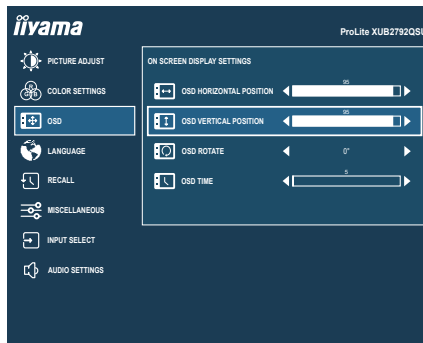 iiyama
ProLite XUB2792QSU
PICTURE ADJUST
COLOR SETTINGS
OSD
LANGUAGE
RECALL
MISCELLANEOUS
INPUT SELECT
AUDIO SETTINGS
ON SCREEN DISPLAY SETTINGS
OSD HORIZONTAL POSITION
95
OSD VERTICAL POSITION
95
OSD ROTATE
0°
OSD TIME
5